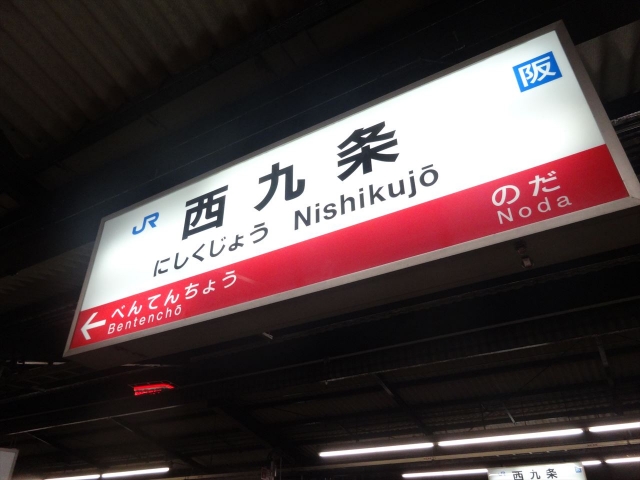 阪
JR 西九条
にしくじょう Nishikujō
のだ
Noda
べんてんちょう
Bentenchō
西九条